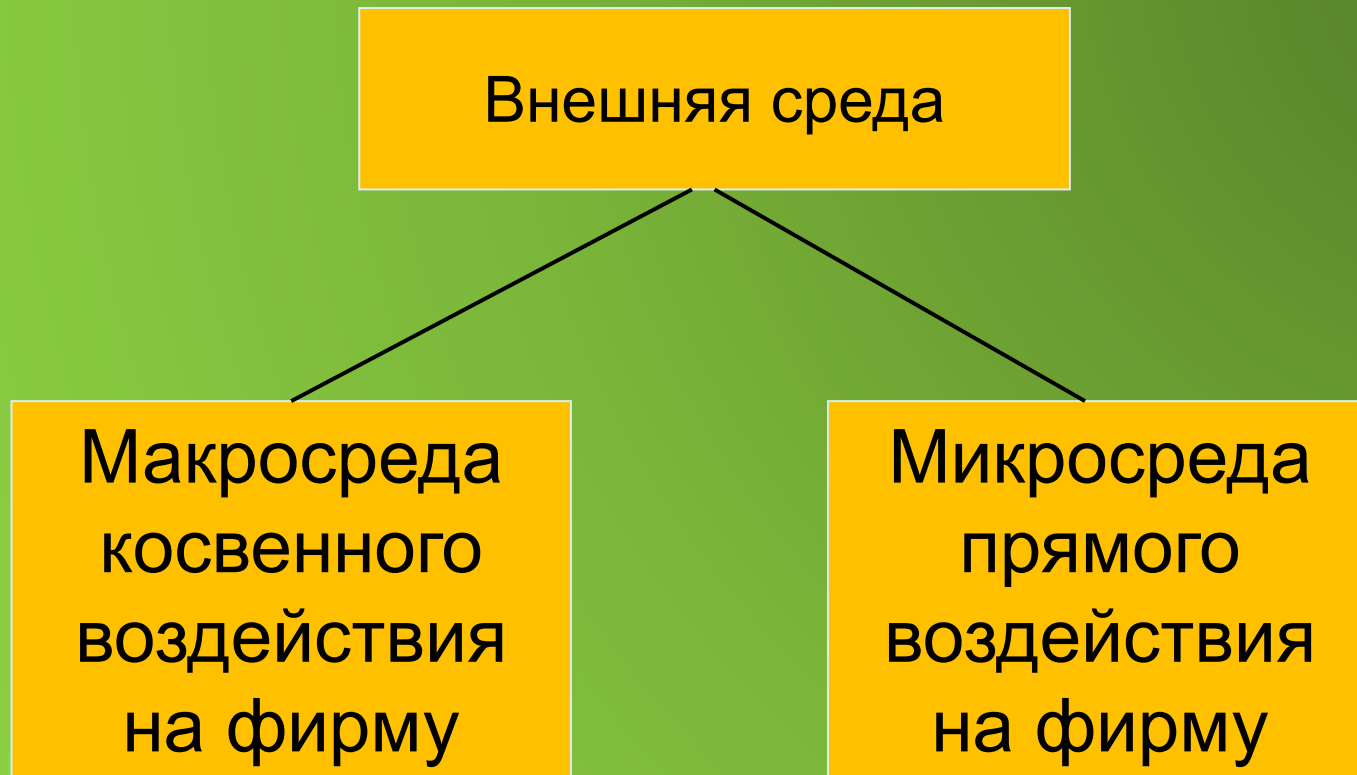 Внешняя среда
Макросреда
косвенного
воздействия
на фирму
Микросреда
прямого
воздействия
на фирму